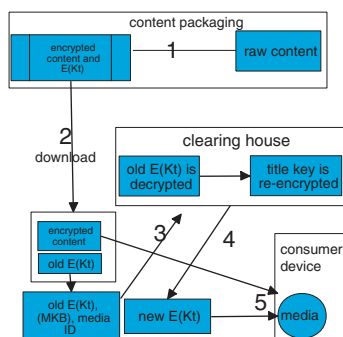 content packaging
encrypted
content and
E(Kt)
1
raw content
2
download
clearing house
old E(Kt) is
decrypted
title key is
re-encrypted
encrypted
content
old E(Kt)
3
4
consumer
device
old E(Kt),
(MKB), media
ID
new E(Kt)
5
media